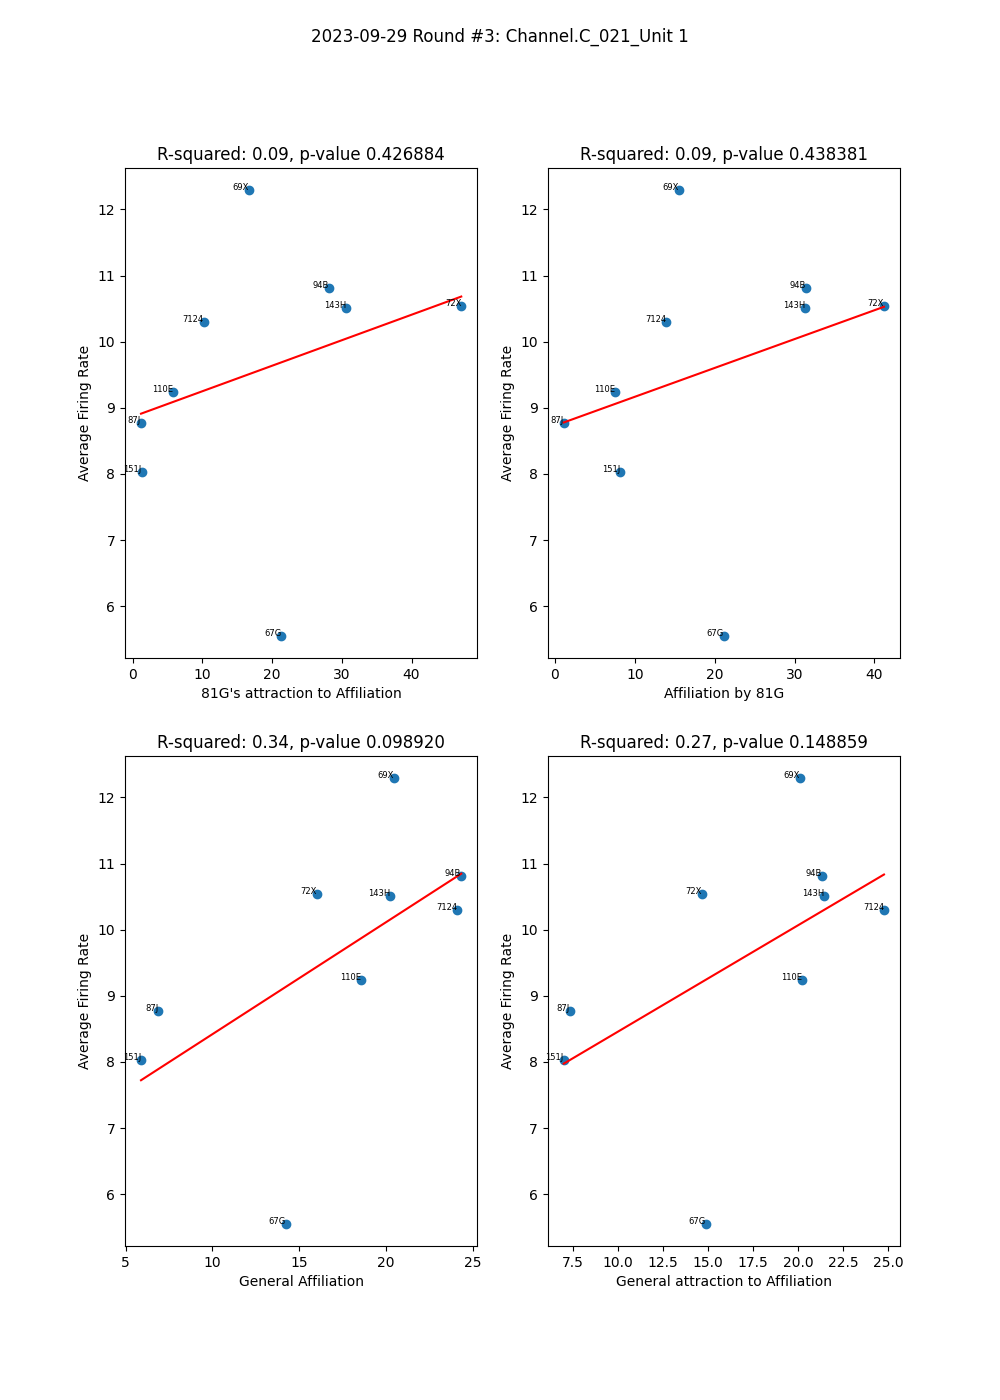 2023-09-29 Round #3: Channel.C_021_Unit 1
R-squared: 0.09, p-value 0.426884
12
11
10
9
8
7
6
Average Firing Rate
69X
94B
143H
72X
7124
110E
87J
151J
67G
0 10 20 30 40
81G's attraction to Affiliation
R-squared: 0.09, p-value 0.438381
12
11
10
9
8
7
6
Average Firing Rate
69X
94B
143H
72X
7124
110E
87J
151J
67G
0 10 20 30 40
Affiliation by 81G
R-squared: 0.34, p-value 0.098920
12
11
10
9
8
7
6
Average Firing Rate
69X
94B
72X
143H
7124
110E
87J
151J
67G
5 10 15 20 25
General Affiliation
R-squared: 0.27, p-value 0.148859
12
11
10
9
8
7
6
Average Firing Rate
69X
94B
72X
143H
7124
110E
87J
151J
67G
7.5 10.0 12.5 15.0 17.5 20.0 22.5 25.0
General attraction to Affiliation